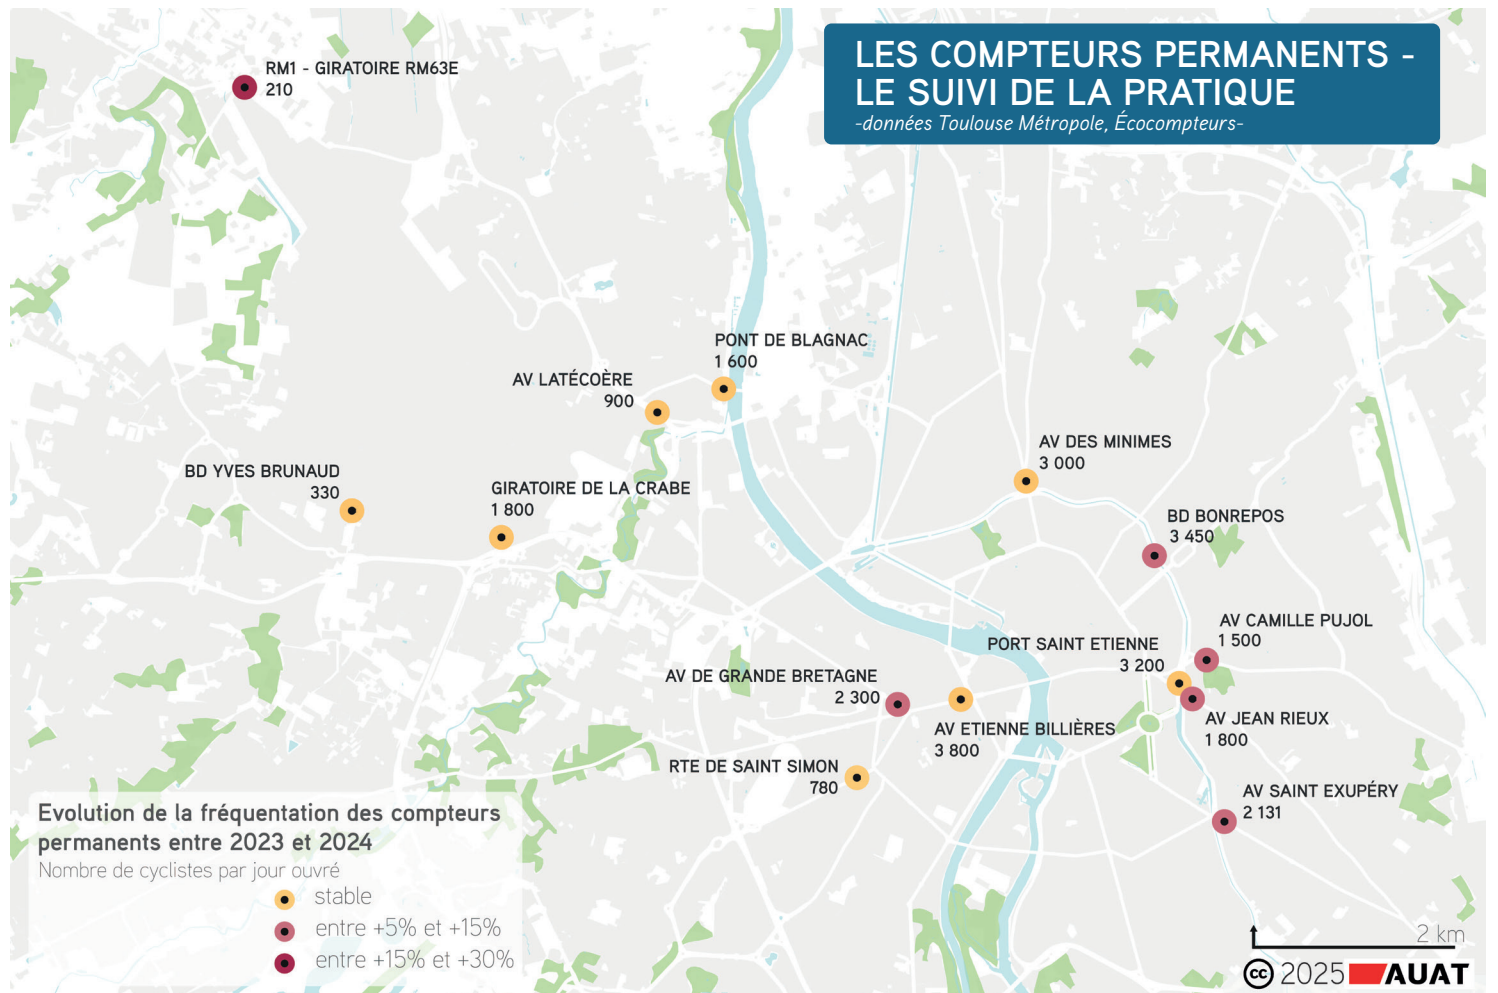 LES COMPTEURS PERMANENTS -
LE SUIVI DE LA PRATIQUE
-données Toulouse Métropole, Écocompteurs-
RM1 - GIRATOIRE RM63E
210
PONT DE BLAGNAC
1 600
AV LATÉCOÈRE
900
AV DES MINIMES
3 000
BD YVES BRUNAUD
330
GIRATOIRE DE LA CRABE
1 800
BD BONREPOS
3 450
AV CAMILLE PUJOL
1 500
PORT SAINT ETIENNE
3 200
AV DE GRANDE BRETAGNE
2 300
AV JEAN RIEUX
1 800
AV ETIENNE BILLIÈRES
3 800
RTE DE SAINT SIMON
780
AV SAINT EXUPÉRY
2 131
Evolution de la fréquentation des compteurs
permanents entre 2023 et 2024
Nombre de cyclistes par jour ouvré
stable
entre +5% et +15%
entre +15% et +30%
2 km
cc 2025 AUAT